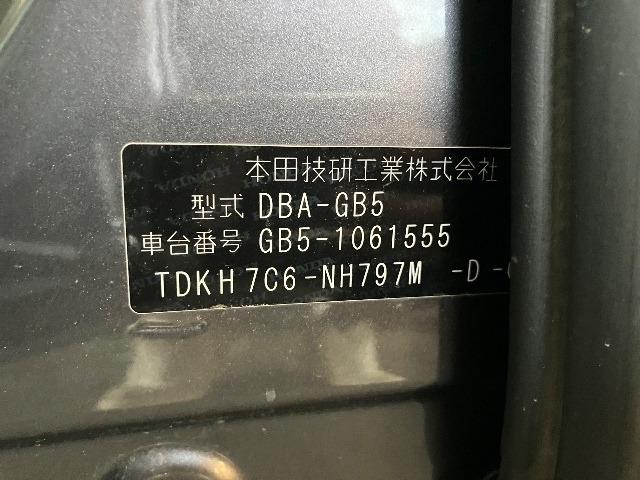 本田技研工業株式会社
型式 DBA-GB5
車台番号 GB5-1061555
TDKH7C6-NH797M -D -